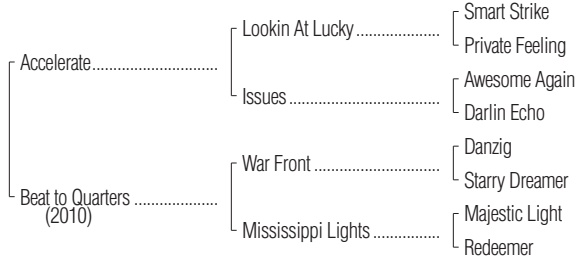 Smart Strike
Lookin At Lucky
Private Feeling
Accelerate
Awesome Again
Issues
Darlin Echo
Danzig
War Front
Starry Dreamer
Beat to Quarters
(2010)
Majestic Light
Mississippi Lights
Redeemer